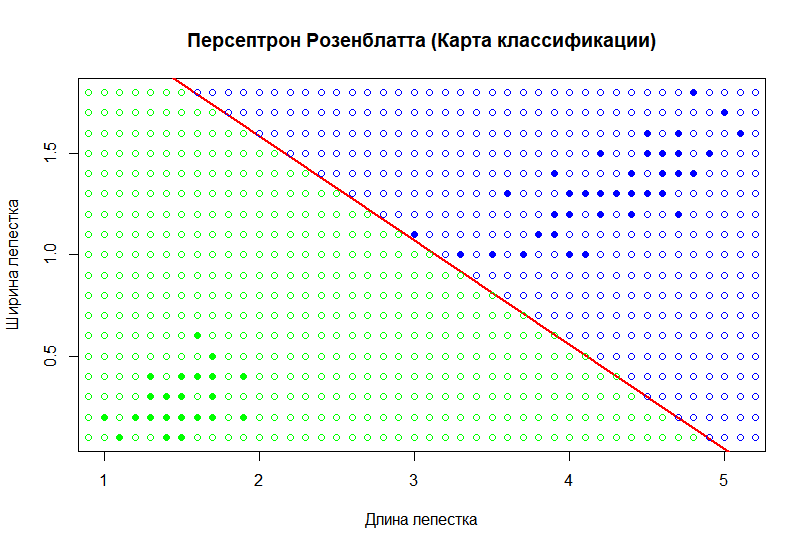 Персептрон Розенблатта (Карта классификации)
Ширина лепестка
1.5
1.0
0.5
1 2 3 4 5
Длина лепестка